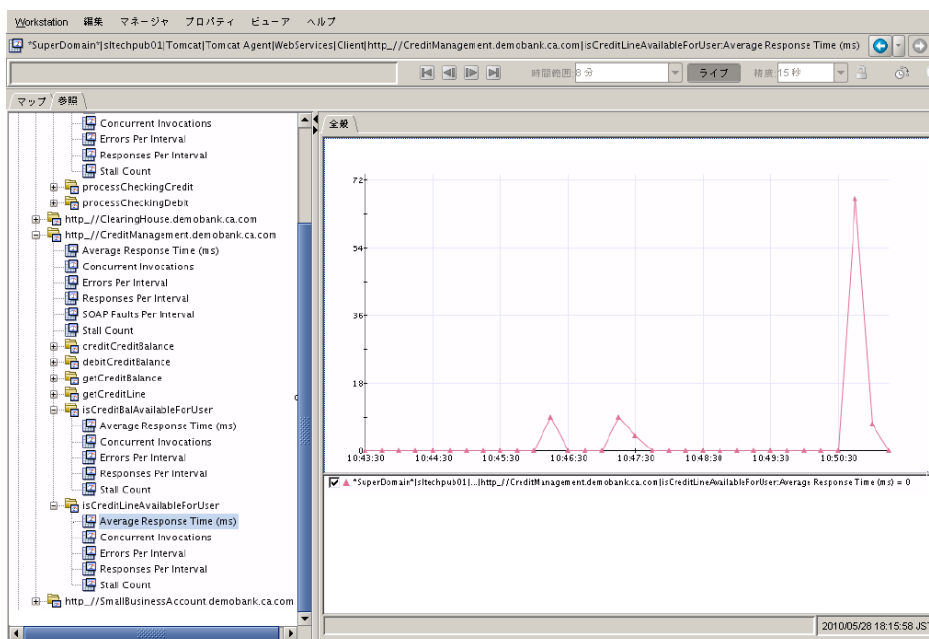 Workstation 編集 マネージャ プロパティ ビューア ヘルプ
*SuperDomain*|sltechpub01|Tomcat|Tomcat Agent|WebServices|Client|http_//CreditManagement.demobank.ca.com|isCreditLineAvailableForUser:Average Response Time (ms)
時間範囲: 8 分 ライブ 精度: 15 秒
マップ 参照
Concurrent Invocations
Errors Per Interval
Responses Per Interval
Stall Count
processCheckingCredit
processCheckingDebit
http_//ClearingHouse.demobank.ca.com
http_//CreditManagement.demobank.ca.com
Average Response Time (ms)
Concurrent Invocations
Errors Per Interval
Responses Per Interval
SOAP Faults Per Interval
Stall Count
creditCreditBalance
debitCreditBalance
getCreditBalance
getCreditLine
isCreditBalAvailableForUser
Average Response Time (ms)
Concurrent Invocations
Errors Per Interval
Responses Per Interval
Stall Count
isCreditLineAvailableForUser
Average Response Time (ms)
Concurrent Invocations
Errors Per Interval
Responses Per Interval
Stall Count
http_//SmallBusinessAccount.demobank.ca.com
全般
72
54
36
18
0
10:43:30 10:44:30 10:45:30 10:46:30 10:47:30 10:48:30 10:49:30 10:50:30
*SuperDomain*|sltechpub01|...|http_//CreditManagement.demobank.ca.com|isCreditLineAvailableForUser:Average Response Time (ms) = 0
2010/05/28 18:15:58 JS